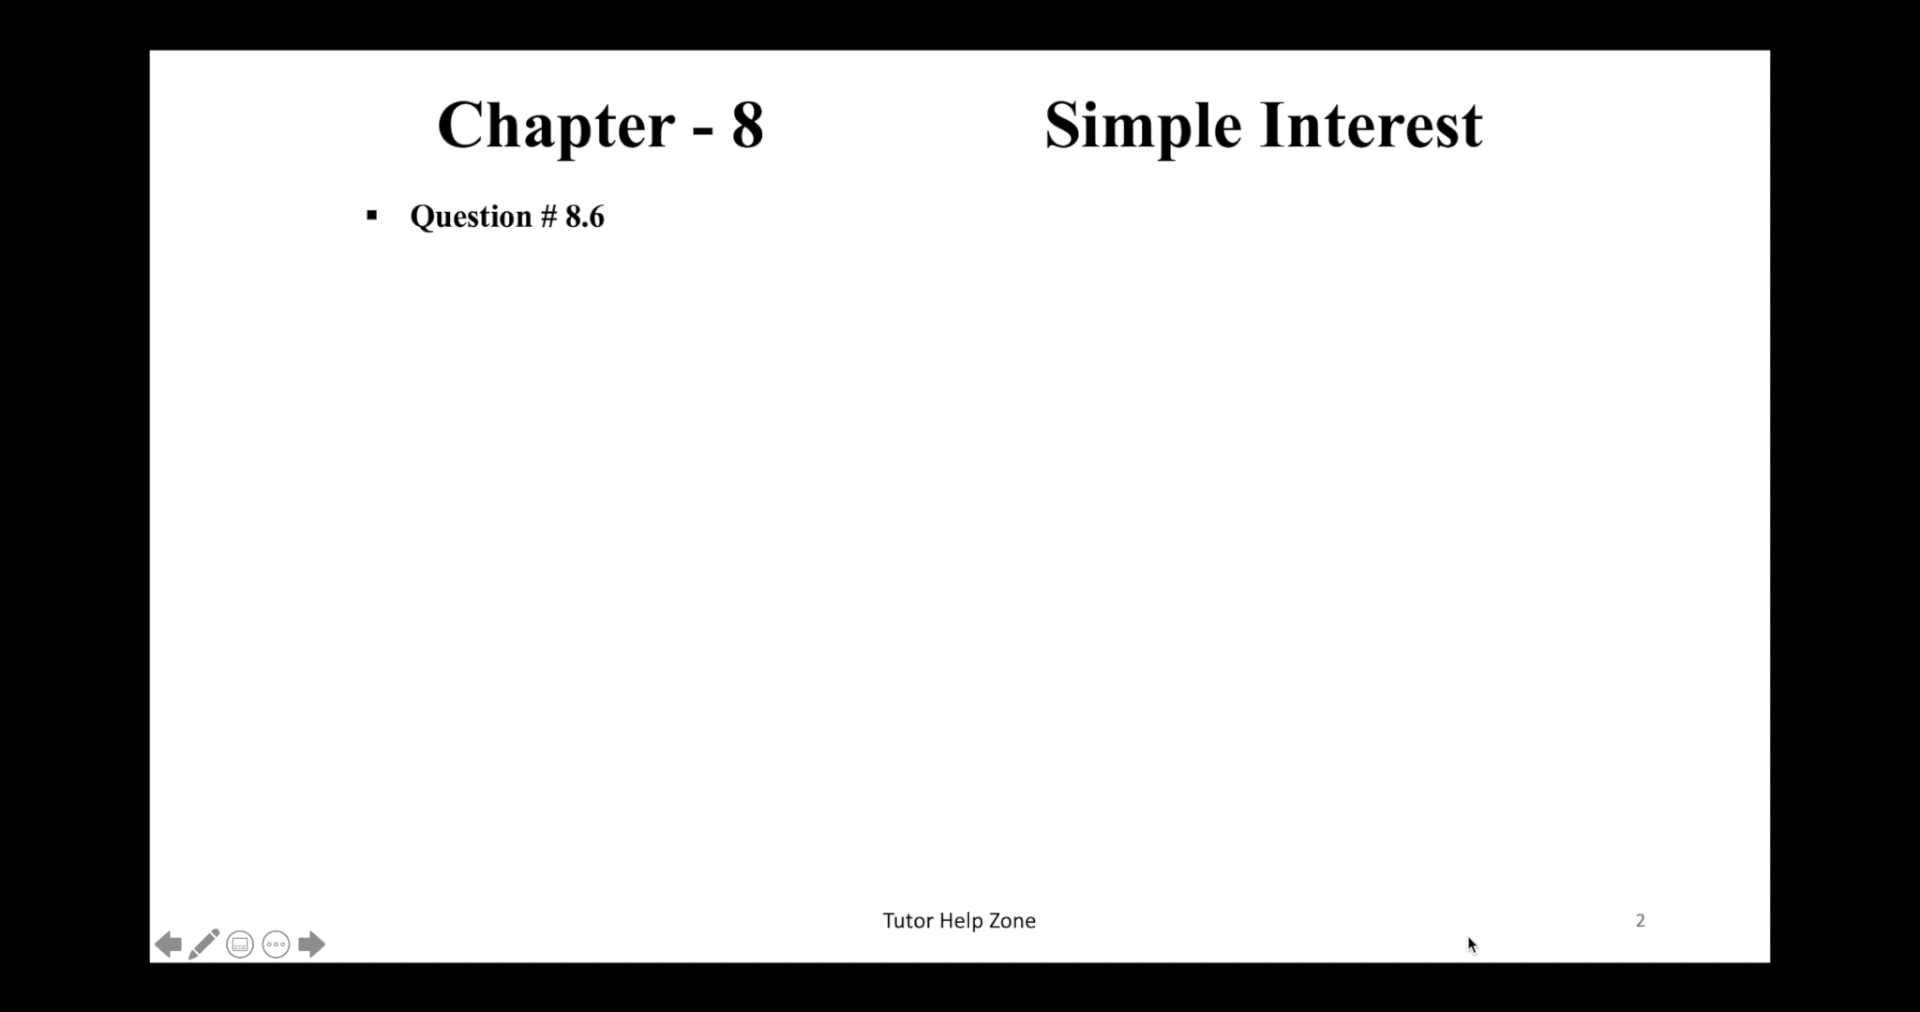 Chapter - 8 Simple Interest
▪ Question # 8.6
Tutor Help Zone 2